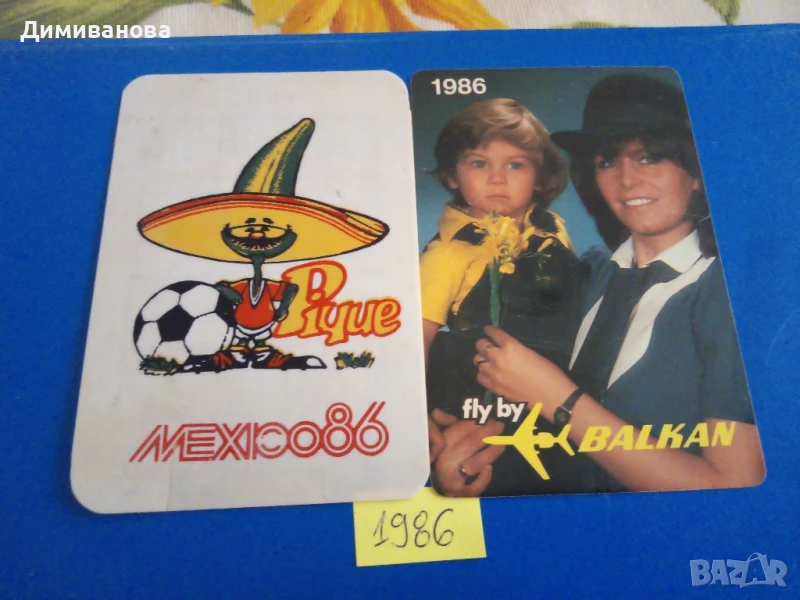 Димиванова
1986
Pique
fly by
BALKAN
MEXICO86
1986
BAZAR